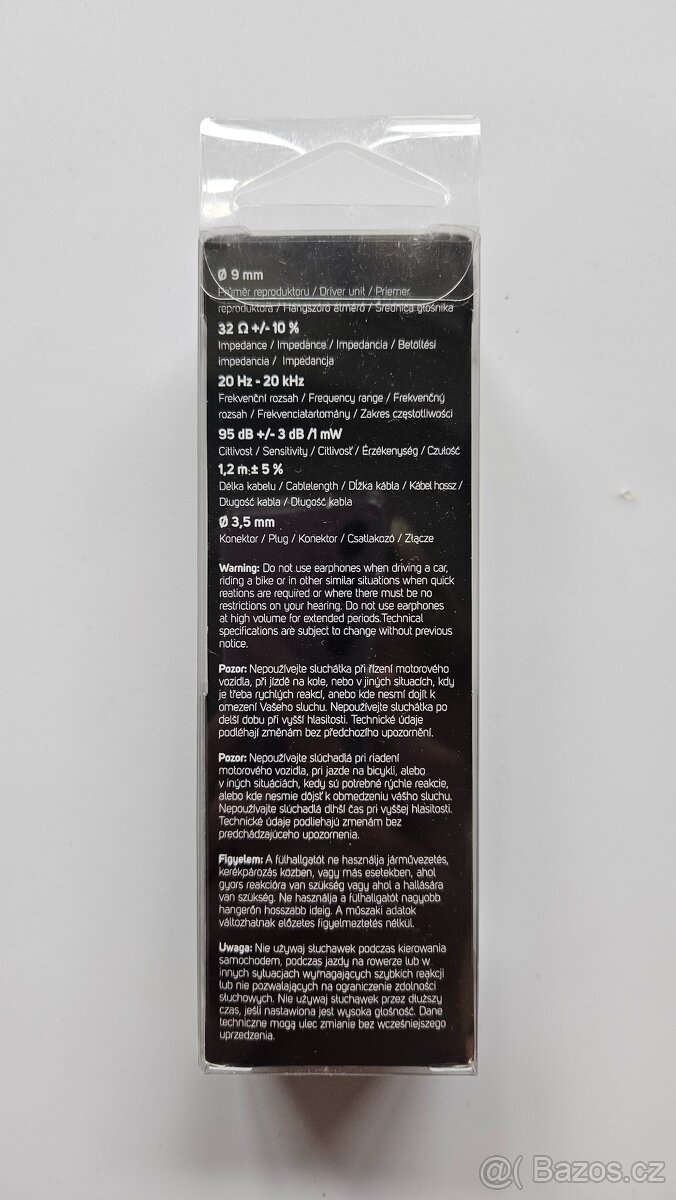 Ø 9 mm
Průměr reproduktoru / Driver unit / Priemer
reproduktora / Hangszóró átmérő / Średnica głośnika
32 Ω +/- 10 %
Impedance / Impedance / Impedancia / Betöltési
impedancia / Impedancja
20 Hz - 20 kHz
Frekvenční rozsah / Frequency range / Frekvenčný
rozsah / Frekvenciatartomány / Zakres częstotliwości
95 dB +/- 3 dB /1 mW
Citlivost / Sensitivity / Citlivosť / Érzékenység / Czułość
1,2 m ± 5 %
Délka kabelu / Cablelength / Dĺžka kábla / Kábel hossz /
Długość kabla / Długość kabla
Ø 3,5 mm
Konektor / Plug / Konektor / Csatlakozó / Złącze
Warning: Do not use earphones when driving a car,
riding a bike or in other similar situations when quick
reations are required or where there must be no
restrictions on your hearing. Do not use earphones
at high volume for extended periods.Technical
specifications are subject to change without previous
notice.
Pozor: Nepoužívejte sluchátka při řízení motorového
vozidla, při jízdě na kole, nebo v jiných situacích, kdy
je třeba rychlých reakcí, anebo kde nesmí dojít k
omezení Vašeho sluchu. Nepoužívejte sluchátka po
delší dobu při vyšší hlasitosti. Technické údaje
podléhají změnám bez předchozího upozornění.
Pozor: Nepoužívajte slúchadlá pri riadení
motorového vozidla, pri jazde na bicykli, alebo
v iných situáciách, kedy sú potrebné rýchle reakcie,
alebo kde nesmie dôjsť k obmedzeniu vášho sluchu.
Nepoužívajte slúchadlá dlhší čas pri vyššej hlasitosti.
Technické údaje podliehajú zmenám bez
predchádzajúceho upozornenia.
Figyelem: A fülhallgatót ne használja járművezetés,
kerékpározás közben, vagy más esetekben, ahol
gyors reakcióra van szükség vagy ahol a hallására
van szükség. Ne használja a fülhallgatót nagyobb
hangerőn hosszabb ideig. A műszaki adatok
változhatnak előzetes figyelmeztetés nélkül.
Uwaga: Nie używaj słuchawek podczas kierowania
samochodem, podczas jazdy na rowerze lub w
innych sytuacjach wymagających szybkich reakcji
lub nie pozwalających na ograniczenie zdolności
słuchowych. Nie używaj słuchawek przez dłuższy
czas, jeśli nastawiona jest wysoka głośność. Dane
techniczne mogą ulec zmianie bez wcześniejszego
uprzedzenia.
@( Bazos.cz